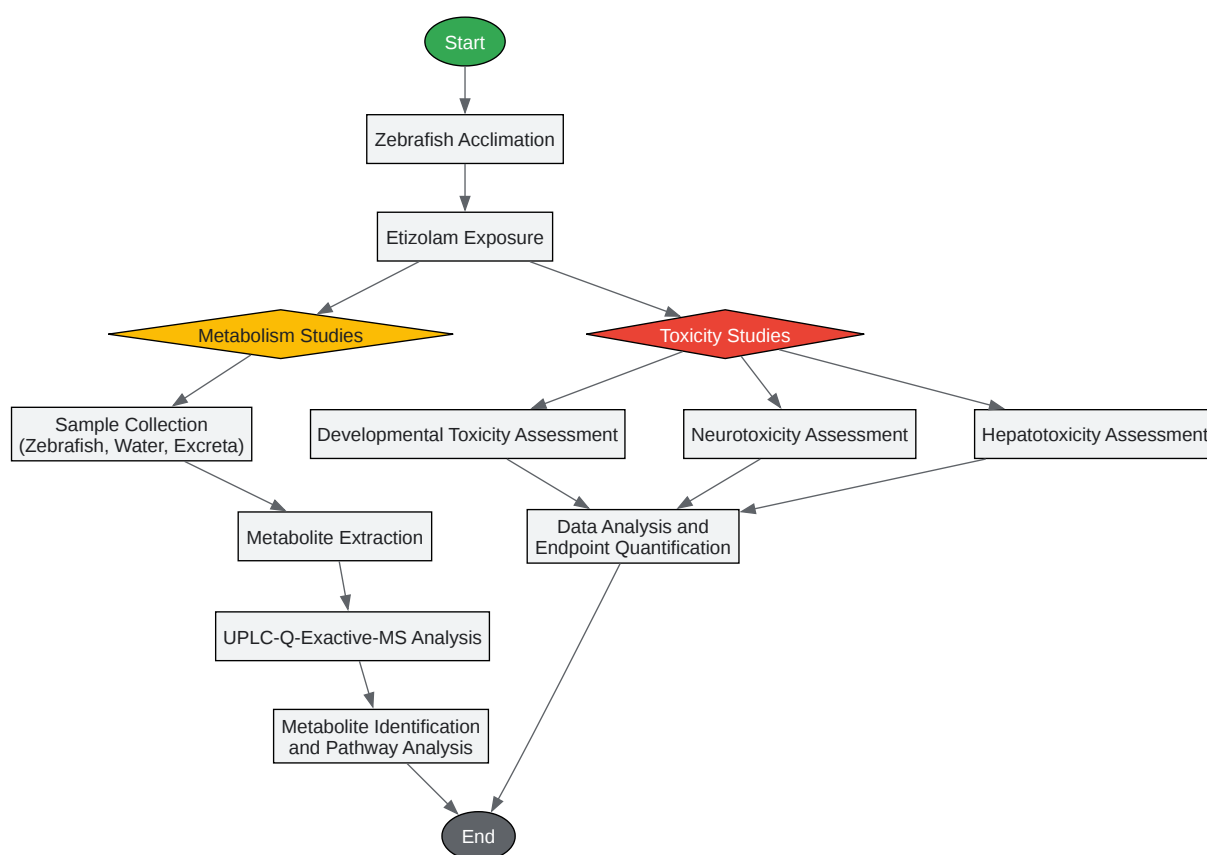 Start
Zebrafish Acclimation
Etizolam Exposure
Metabolism Studies
Toxicity Studies
Sample Collection
(Zebrafish, Water, Excreta)
Developmental Toxicity Assessment
Neurotoxicity Assessment
Hepatotoxicity Assessment
Metabolite Extraction
Data Analysis and
Endpoint Quantification
UPLC-Q-Exactive-MS Analysis
Metabolite Identification
and Pathway Analysis
End